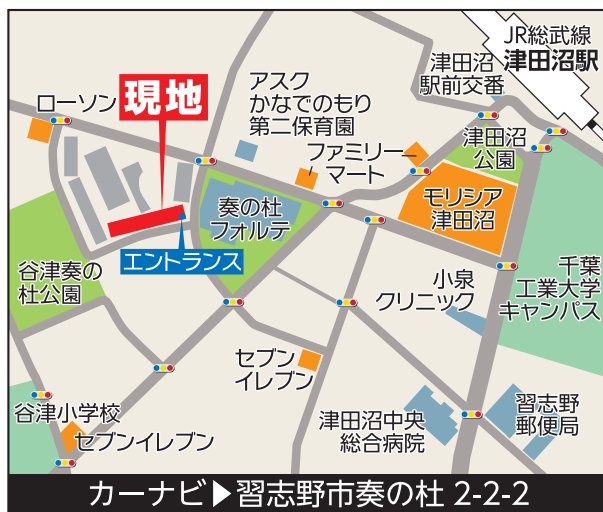 JR総武線
津田沼駅
津田沼
駅前交番
アスク
かなでのもり
第二保育園
ローソン
現地
ファミリー
マート
津田沼
公園
モリシア
津田沼
奏の杜
フォルテ
エントランス
谷津奏の
杜公園
小泉
クリニック
千葉
工業大学
キャンパス
セブン
イレブン
谷津小学校
セブンイレブン
津田沼中央
総合病院
習志野
郵便局
カーナビ▶習志野市奏の杜 2-2-2